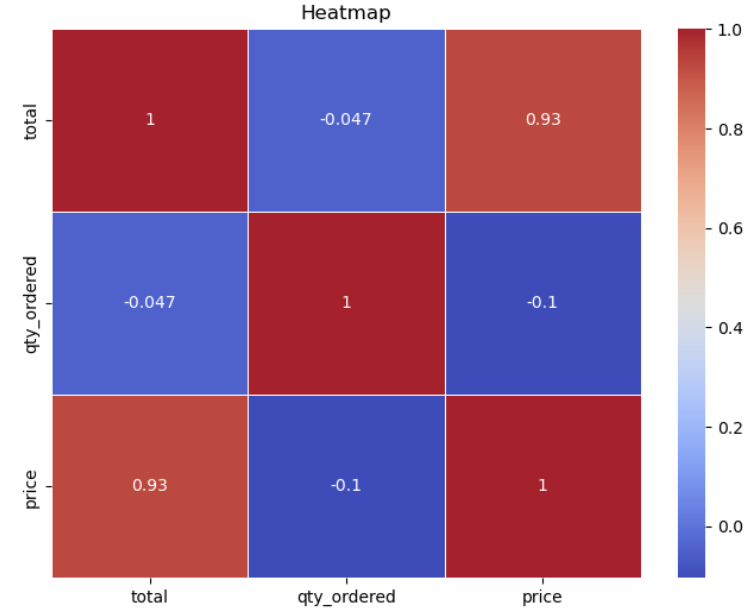 Heatmap
total
1
-0.047
0.93
qty_ordered
-0.047
1
-0.1
price
0.93
-0.1
1
total
qty_ordered
price
1.0
0.8
0.6
0.4
0.2
0.0